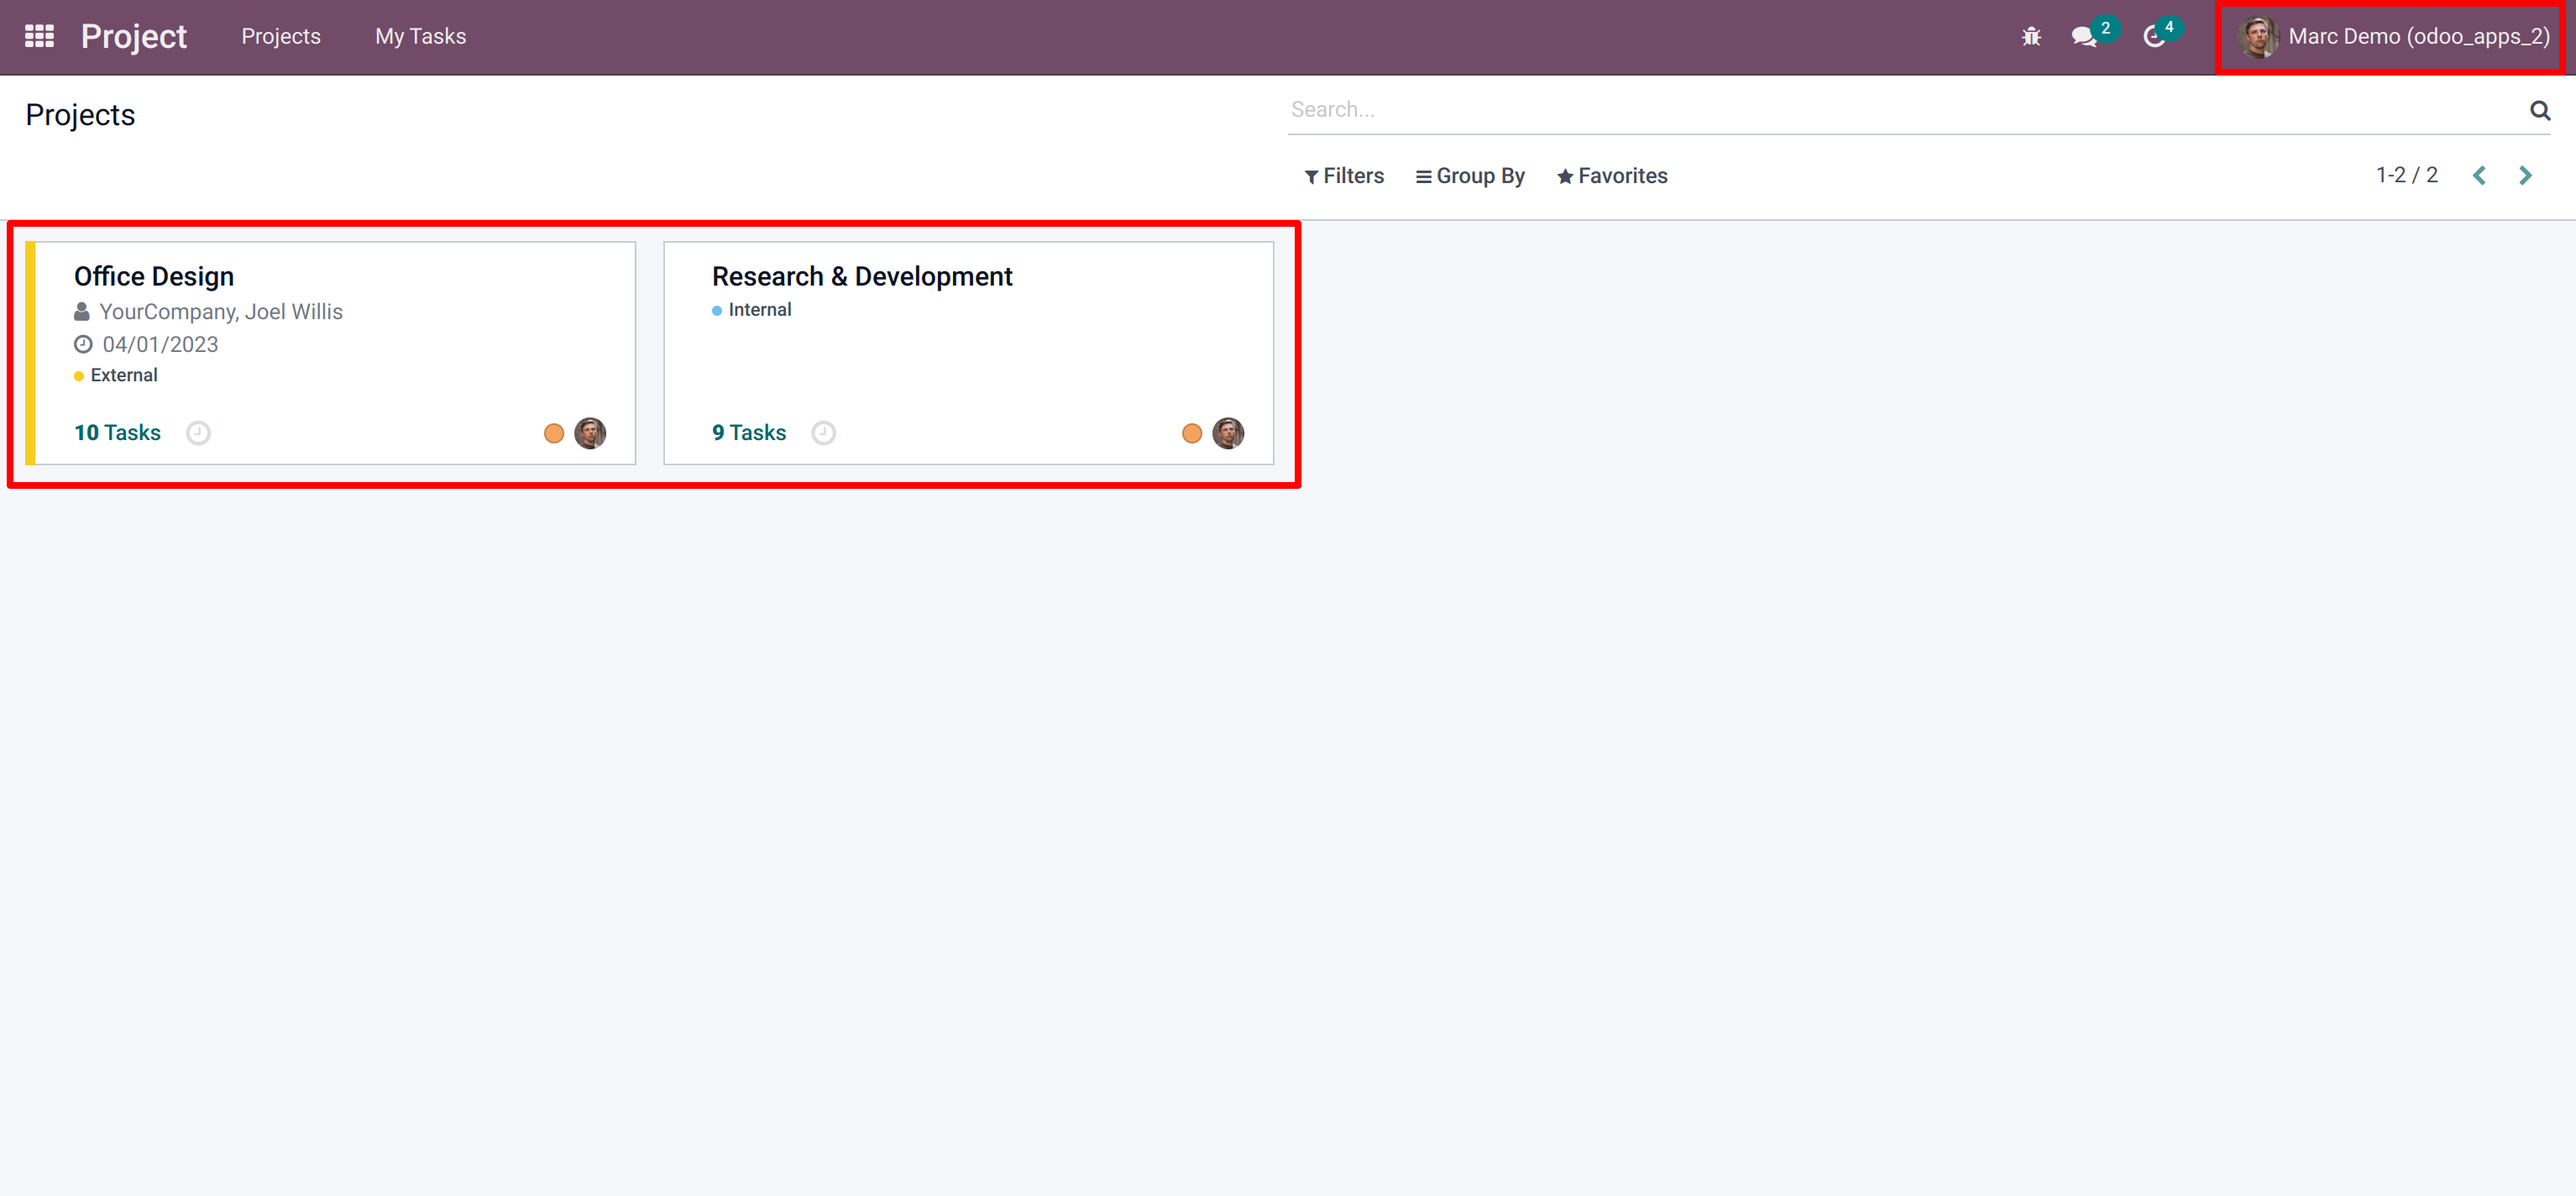 Project Projects My Tasks 2 4 Marc Demo (odoo_apps_2)
Projects
Search...
Filters Group By Favorites 1-2 / 2
Office Design
YourCompany, Joel Willis
04/01/2023
External
10 Tasks
Research & Development
Internal
9 Tasks